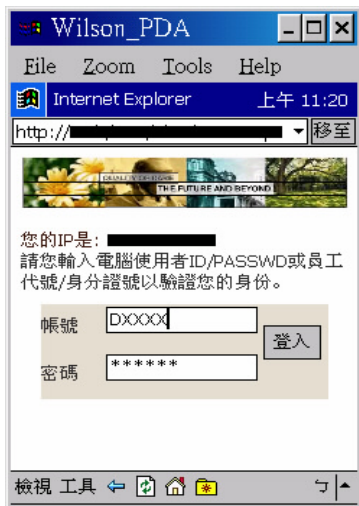 Wilson_PDA
File Zoom Tools Help
Internet Explorer 上午 11:20
http:// 移至
THE FUTURE AND BEYOND
您的IP是:
請您輸入電腦使用者ID/PASSWD或員工
代號/身分證號以驗證您的身份。
帳號 DXXXX
登入
密碼 ******
檢視 工具 ㄅ